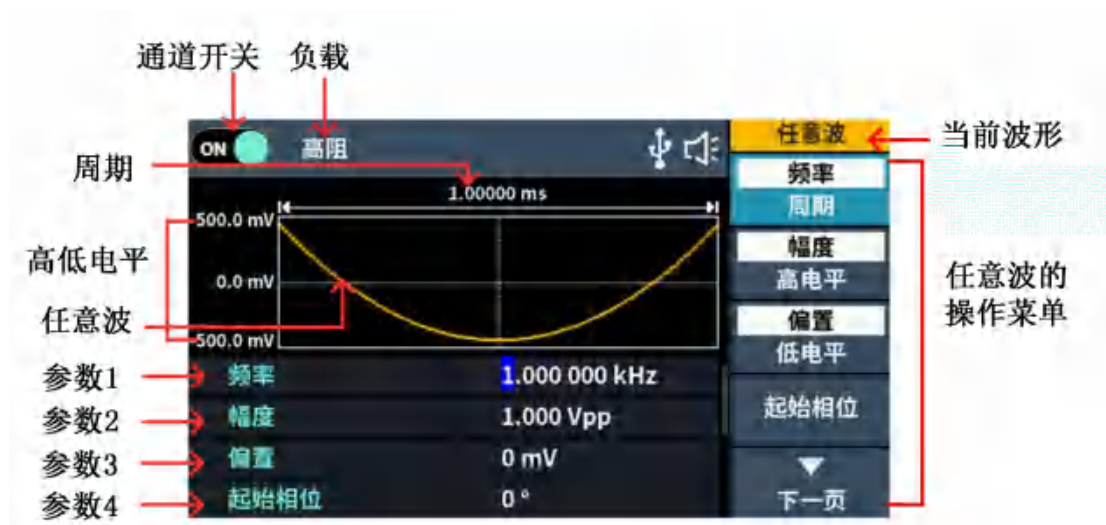 通道开关 负载
ON 高阻 任意波 当前波形
周期 1.00000 ms 频率
周期
500.0 mV
高低电平 幅度
0.0 mV 高电平 任意波的
操作菜单
任意波 偏置
500.0 mV 低电平
参数1 频率 1.000 000 kHz
参数2 幅度 1.000 Vpp 起始相位
参数3 偏置 0 mV
参数4 起始相位 0 ° 下一页